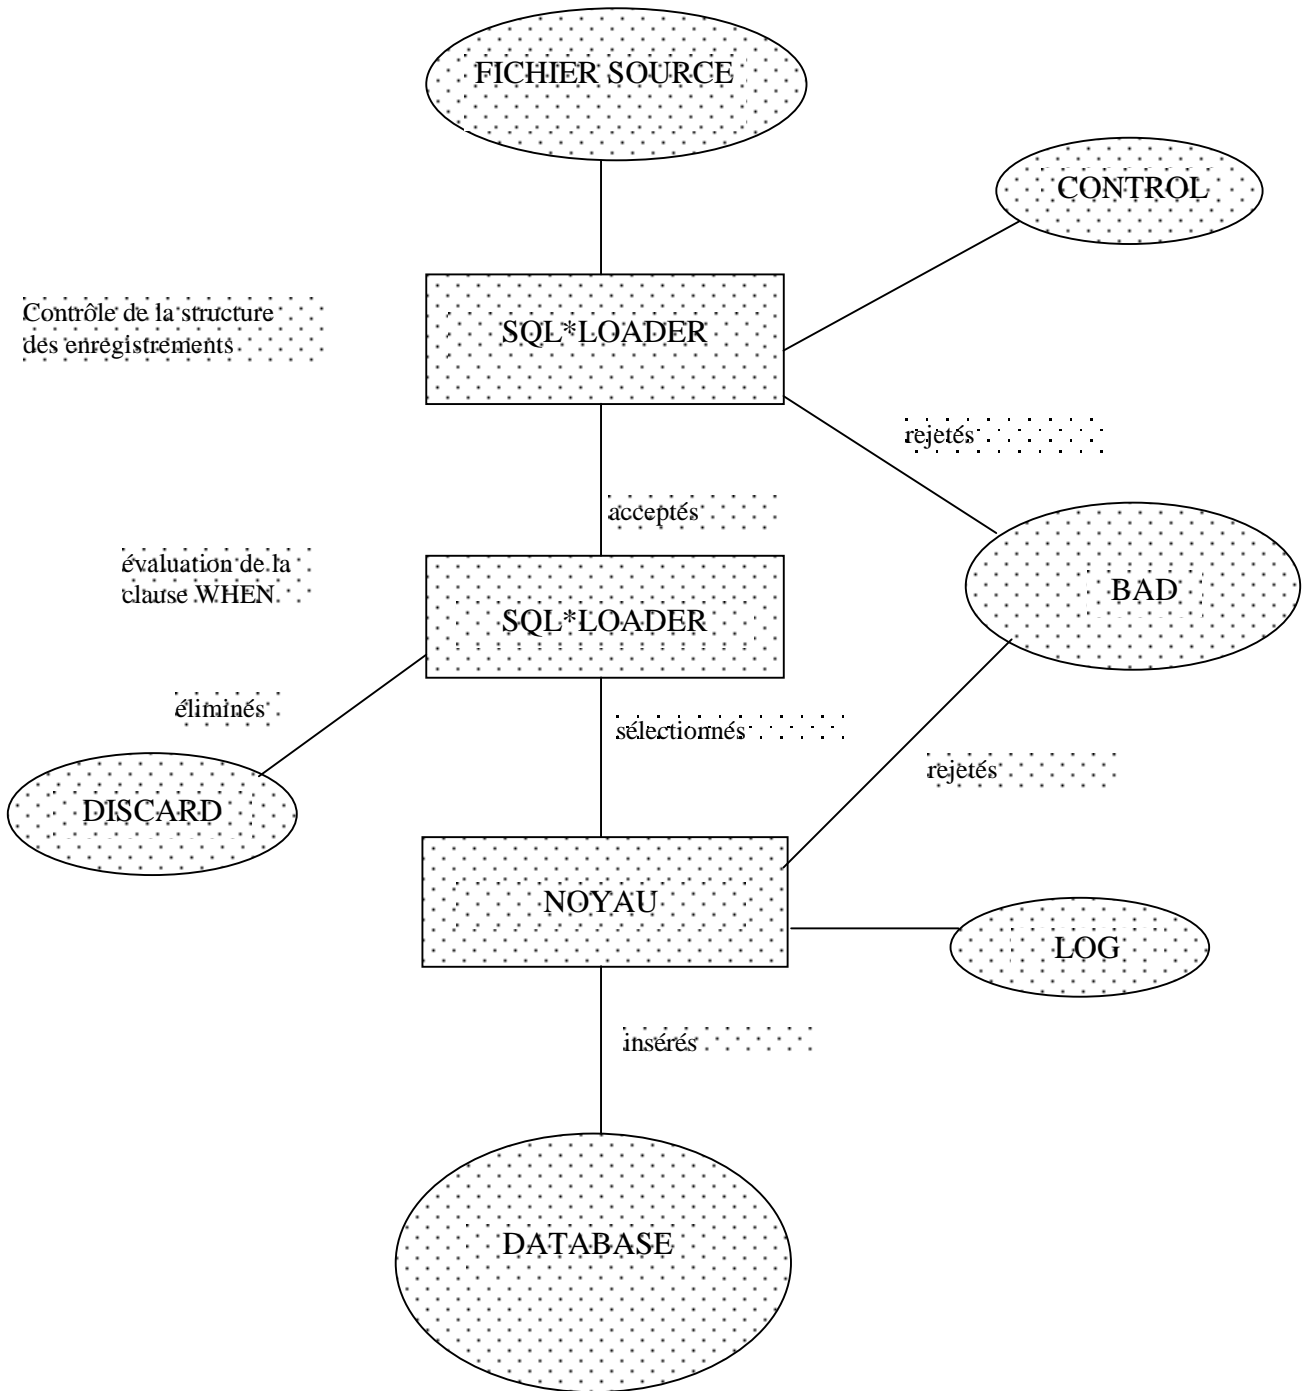 FICHIER SOURCE
CONTROL
Contrôle de la structure
des enregistrements
SQL*LOADER
rejetés
acceptés
évaluation de la
clause WHEN
SQL*LOADER
BAD
éliminés
sélectionnés
rejetés
DISCARD
NOYAU
LOG
insérés
DATABASE